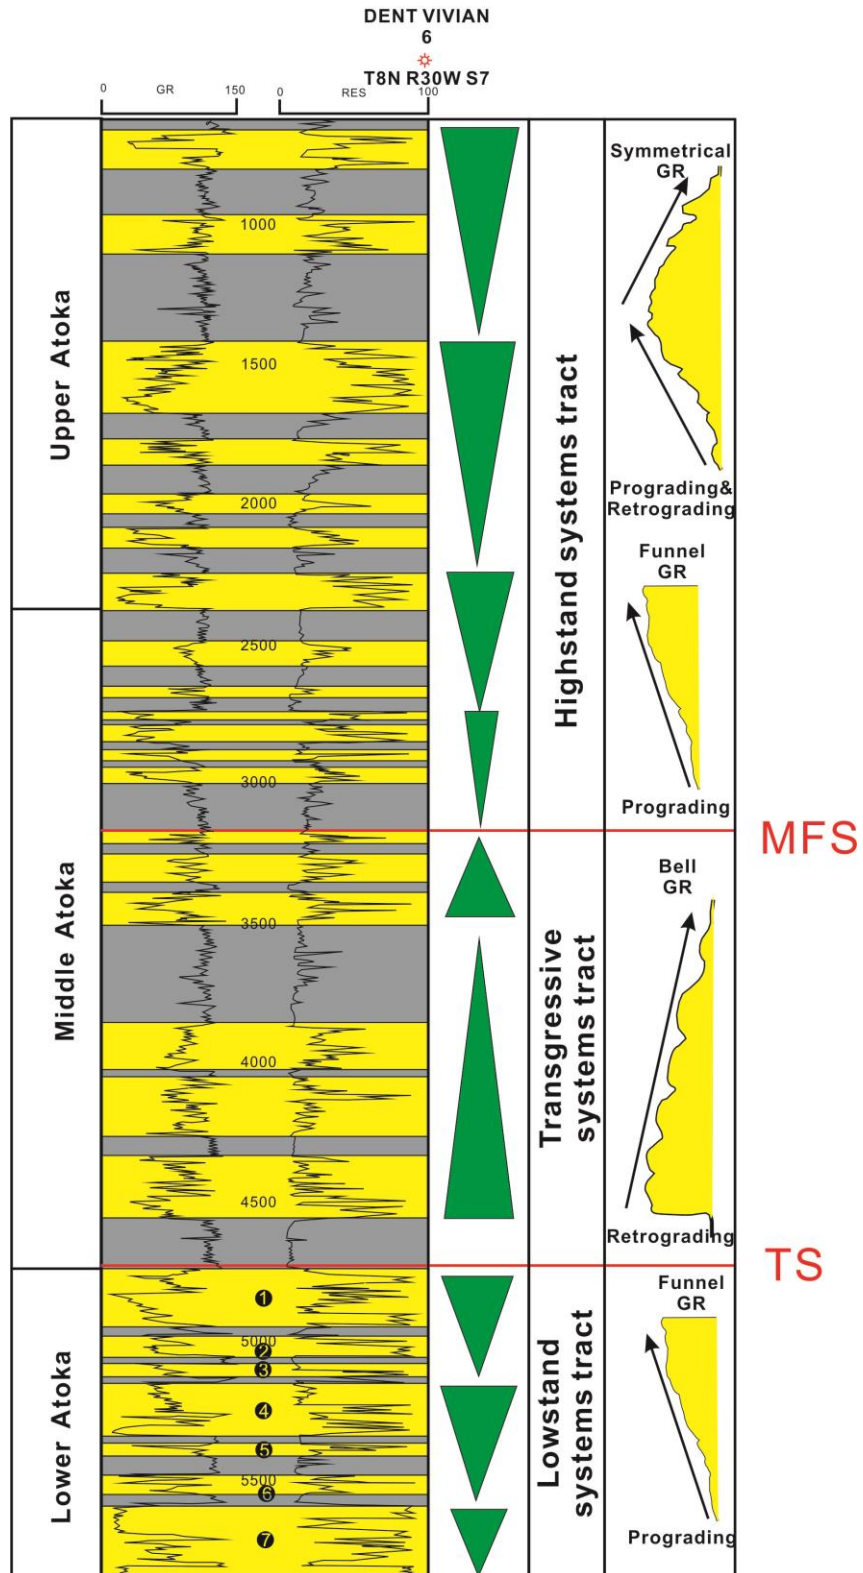 DENT VIVIAN
6
T8N R30W S7
0 GR 150 0 RES 100
Upper Atoka
Middle Atoka
Lower Atoka
1000
1500
2000
2500
3000
3500
4000
4500
5000
5500
1
2
3
4
5
6
7
Highstand systems tract
Transgressive
systems tract
Lowstand
systems tract
Symmetrical
GR
Prograding&
Retrograding
Funnel
GR
Prograding
MFS
Bell
GR
Retrograding
TS
Funnel
GR
Prograding